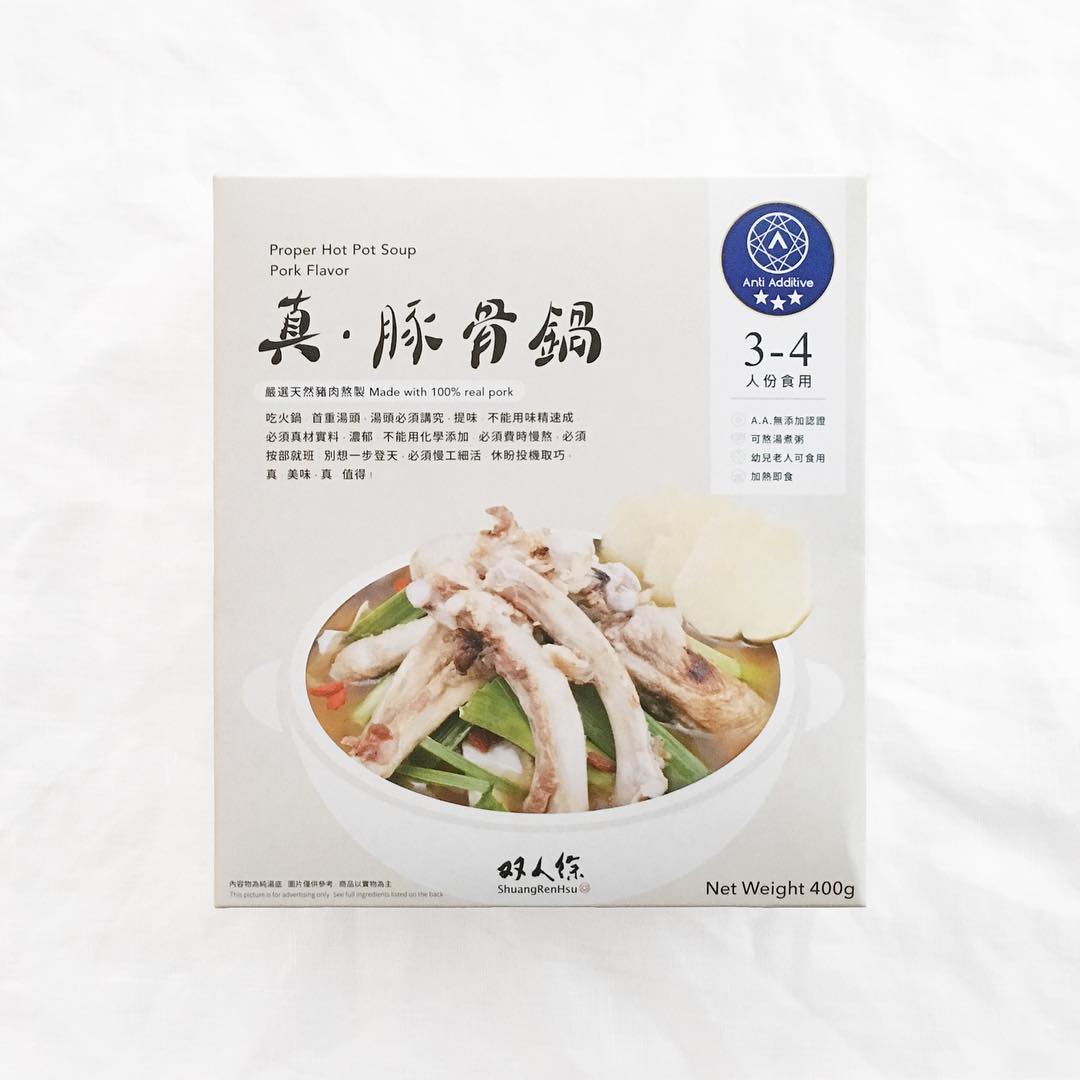 Proper Hot Pot Soup
Pork Flavor
真・豚骨鍋
嚴選天然豬肉熬製 Made with 100% real pork
吃火鍋 首重湯頭・湯頭必須講究・提味 不能用味精速成
必須真材實料・濃郁 不能用化學添加 必須費時慢熬・必須
按部就班 別想一步登天・必須慢工細活 休盼投機取巧・
真・美味・真 值得！
Anti Additive
3-4
人份食用
A.A.無添加認證
可熬湯煮粥
幼兒老人可食用
加熱即食
双人徐
ShuangRenHsu
內容物為純湯底 圖片僅供參考 商品以實物為主
This picture is for advertising only. See full ingredients listed on the back
Net Weight 400g